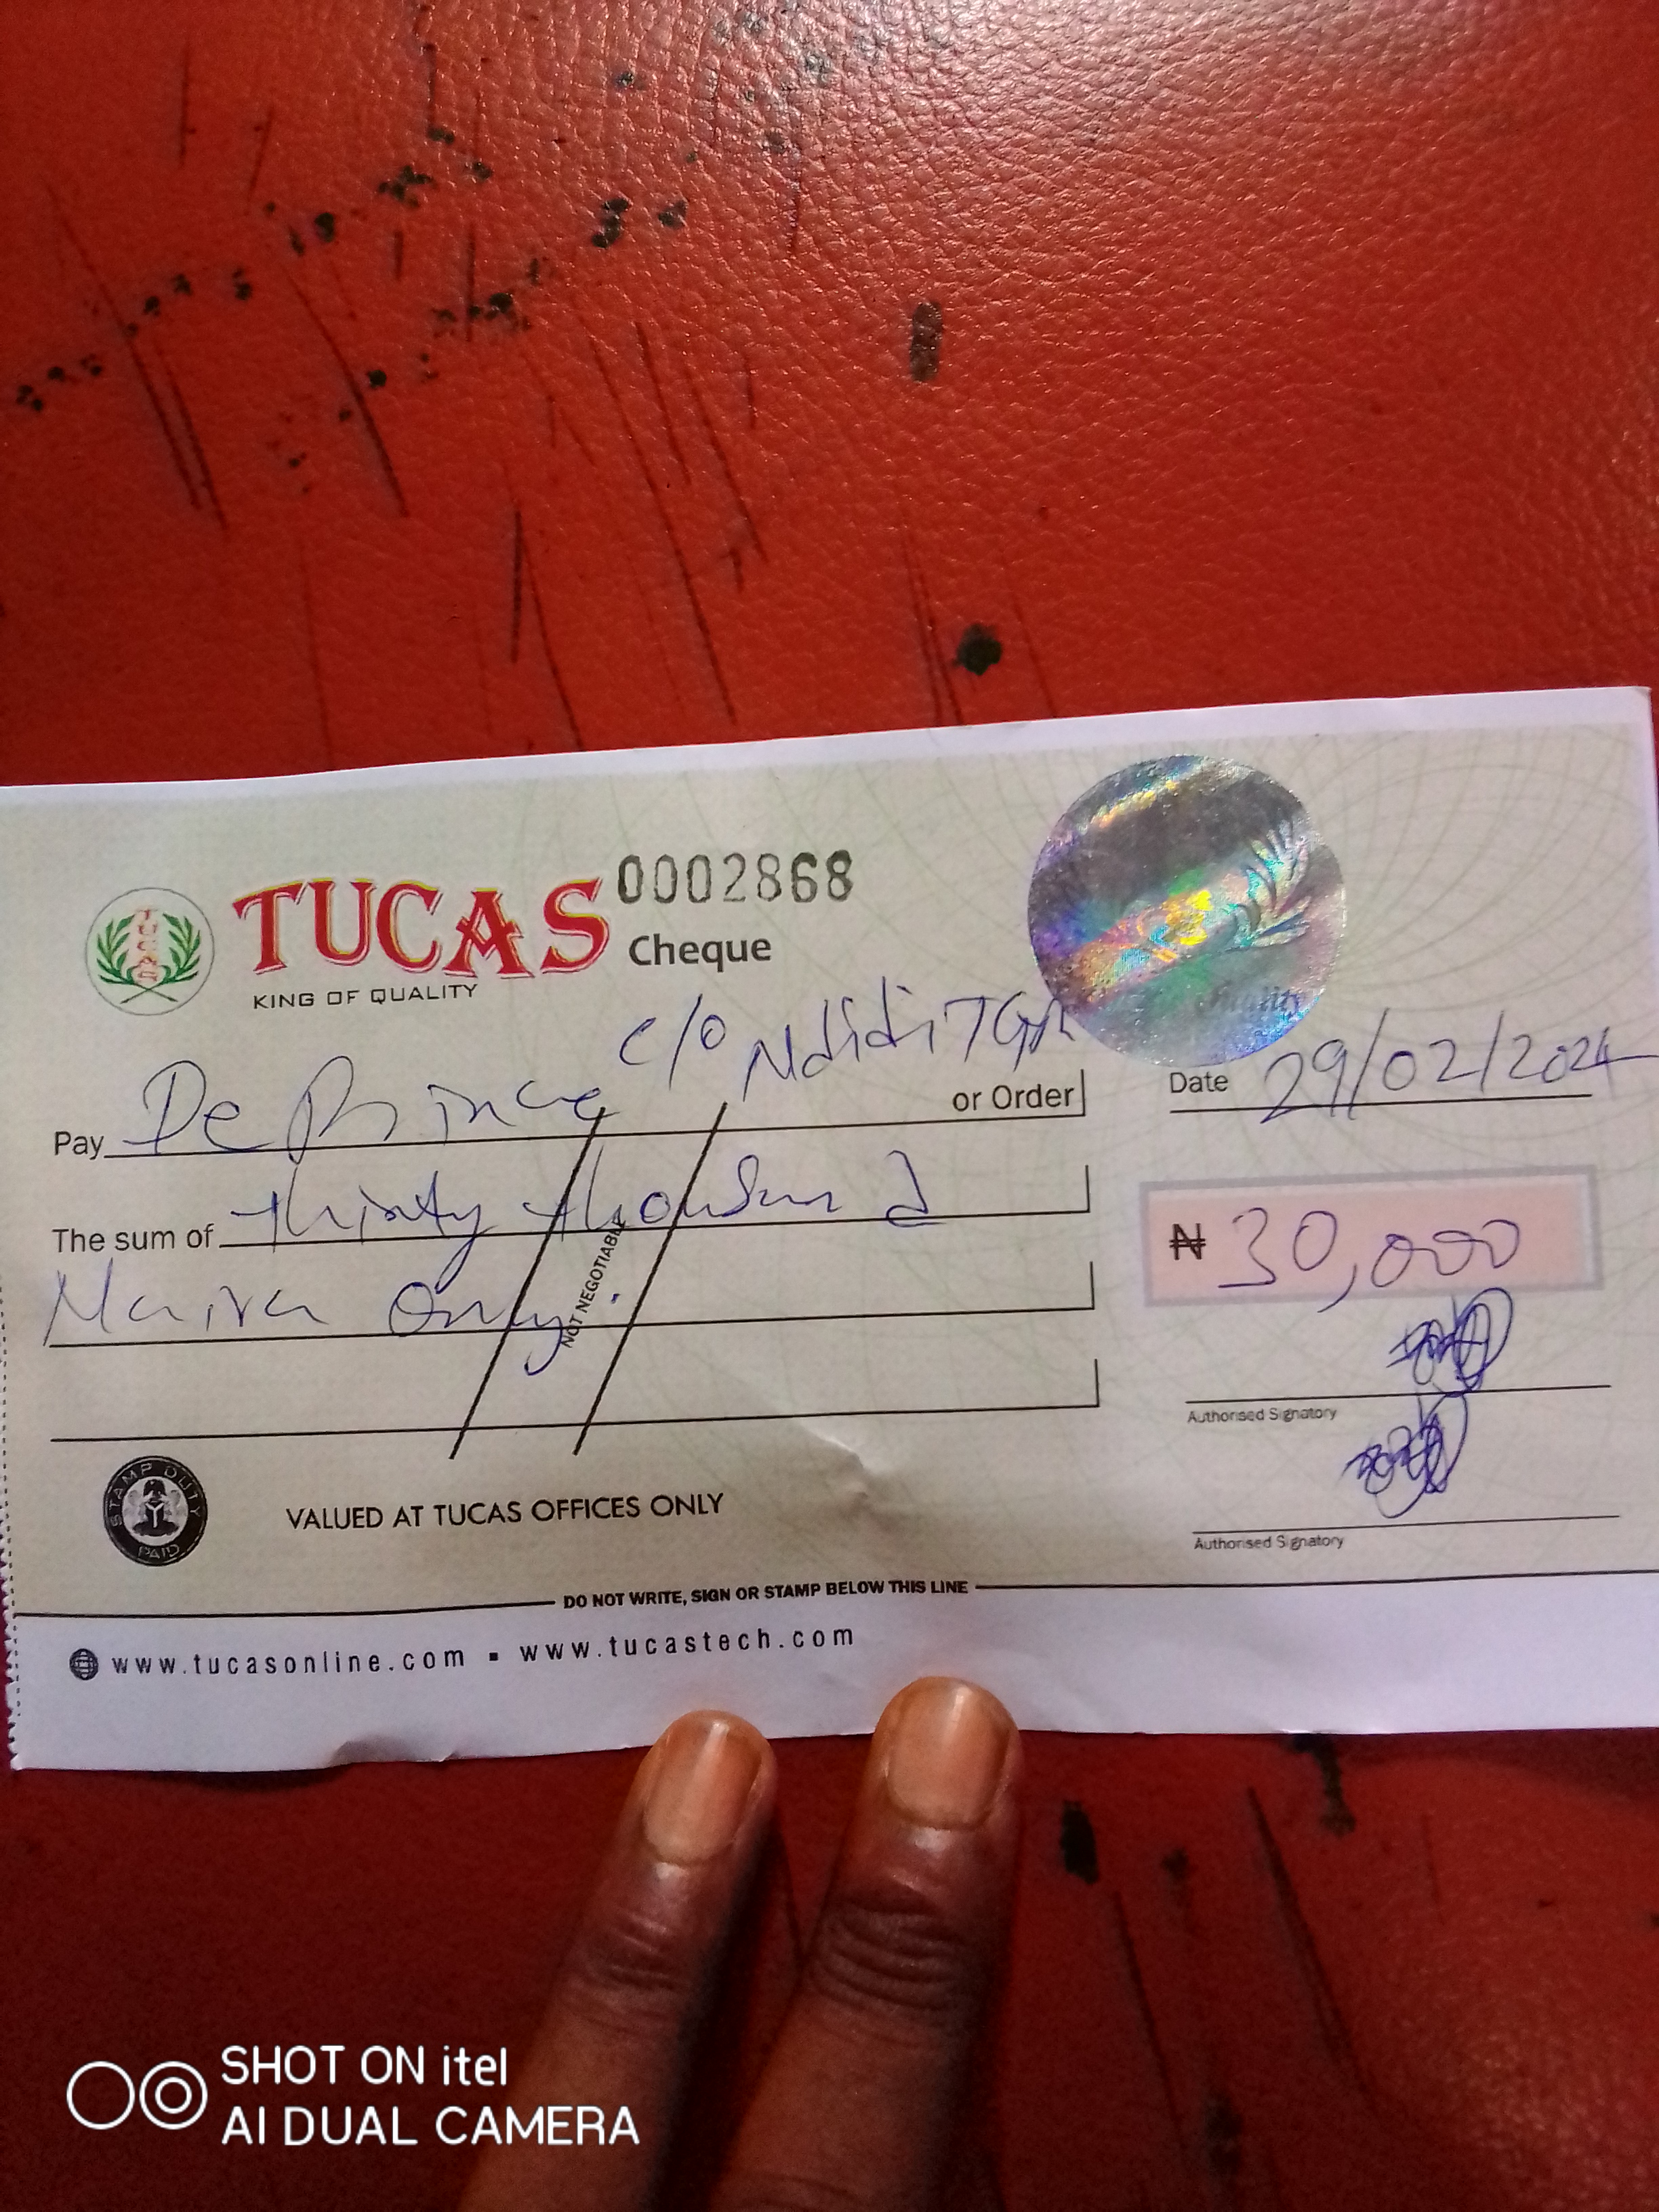 0002868
TUCAS
Cheque
KING OF QUALITY
TUCAS
c/o Ndidi
Pay De Prince or Order
Date 29/02/2024
The sum of thirty thousand
₦ 30,000
Naira Only.
NOT NEGOTIABLE
Authorised Signatory
Authorised Signatory
STAMP DUTY
PAID
VALUED AT TUCAS OFFICES ONLY
DO NOT WRITE, SIGN OR STAMP BELOW THIS LINE
www.tucasonline.com ▪ www.tucastech.com
SHOT ON itel
AI DUAL CAMERA